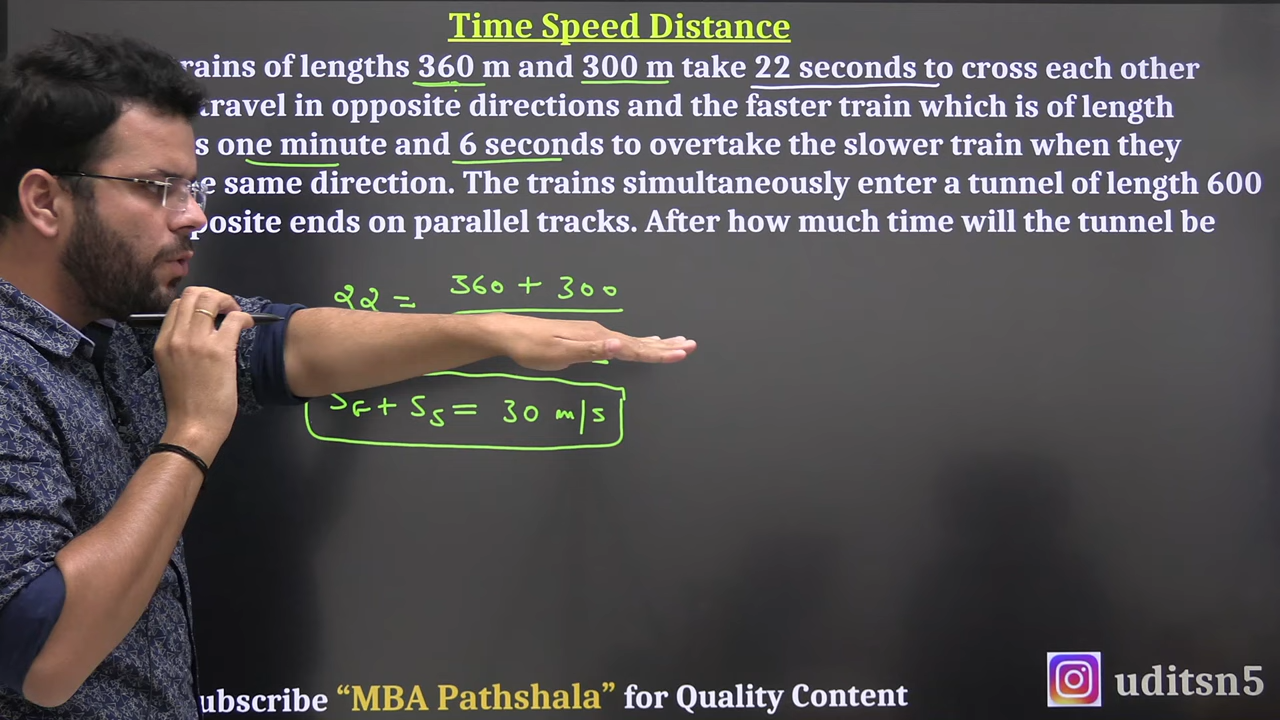 Time Speed Distance
rains of lengths 360 m and 300 m take 22 seconds to cross each other
travel in opposite directions and the faster train which is of length
s one minute and 6 seconds to overtake the slower train when they
e same direction. The trains simultaneously enter a tunnel of length 600
posite ends on parallel tracks. After how much time will the tunnel be
22 = 360 + 300
SF + SS = 30 m/s
ubscribe “MBA Pathshala” for Quality Content
uditsn5